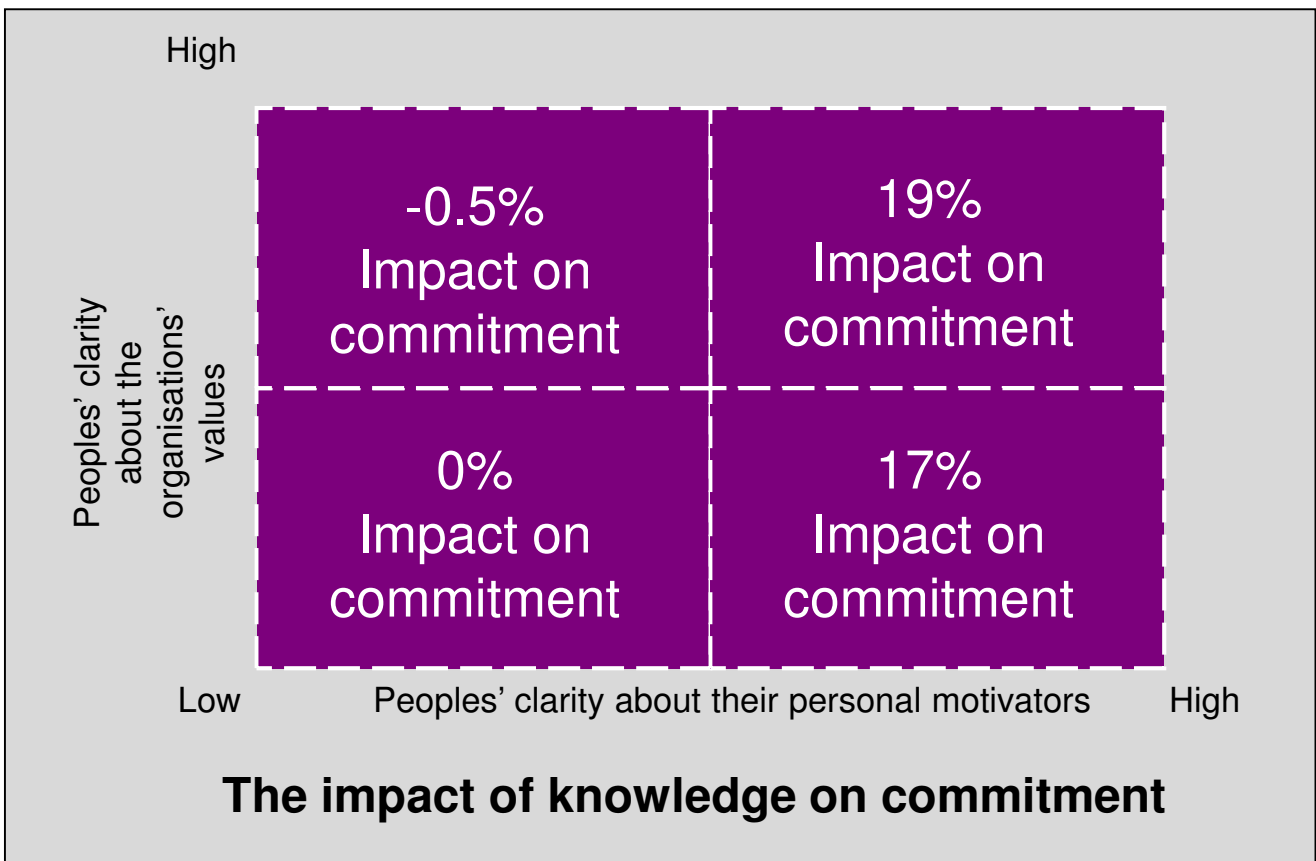 High
-0.5%
Impact on
commitment
19%
Impact on
commitment
Peoples’ clarity
about the
organisations’
values
0%
Impact on
commitment
17%
Impact on
commitment
Low
Peoples’ clarity about their personal motivators
High
The impact of knowledge on commitment